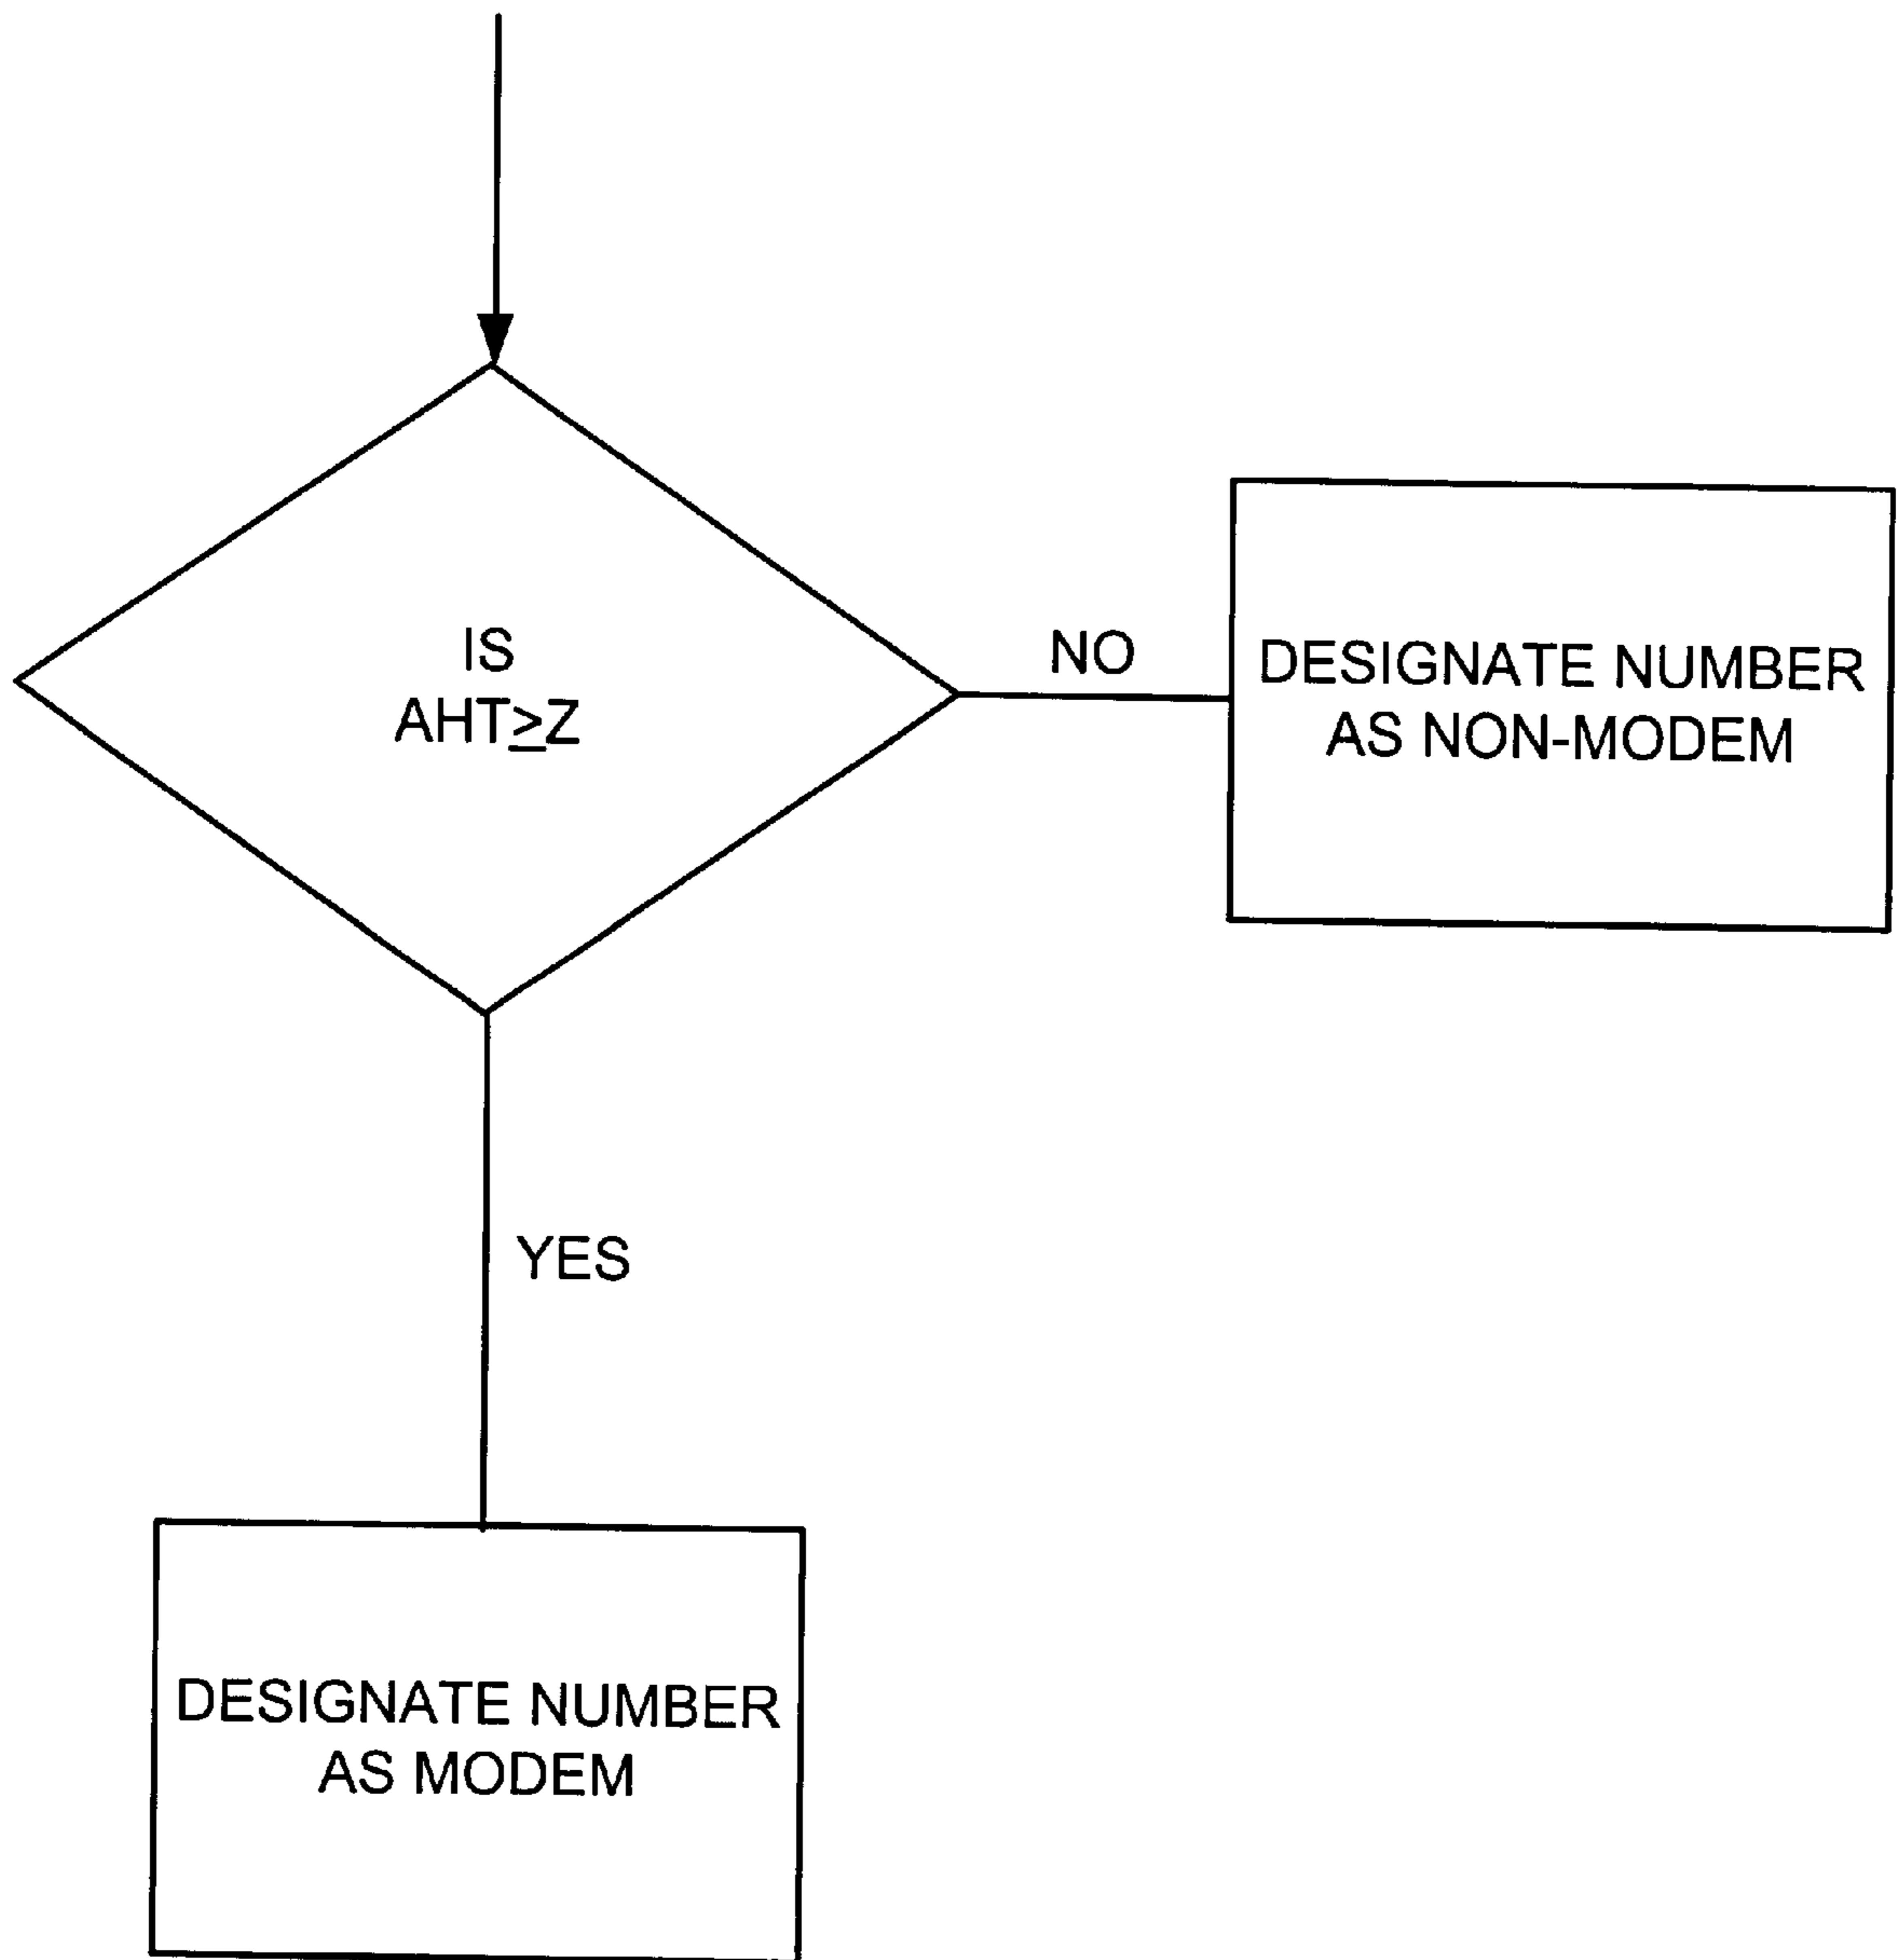 IS
AHT≥Z
NO
DESIGNATE NUMBER
AS NON-MODEM
YES
DESIGNATE NUMBER
AS MODEM